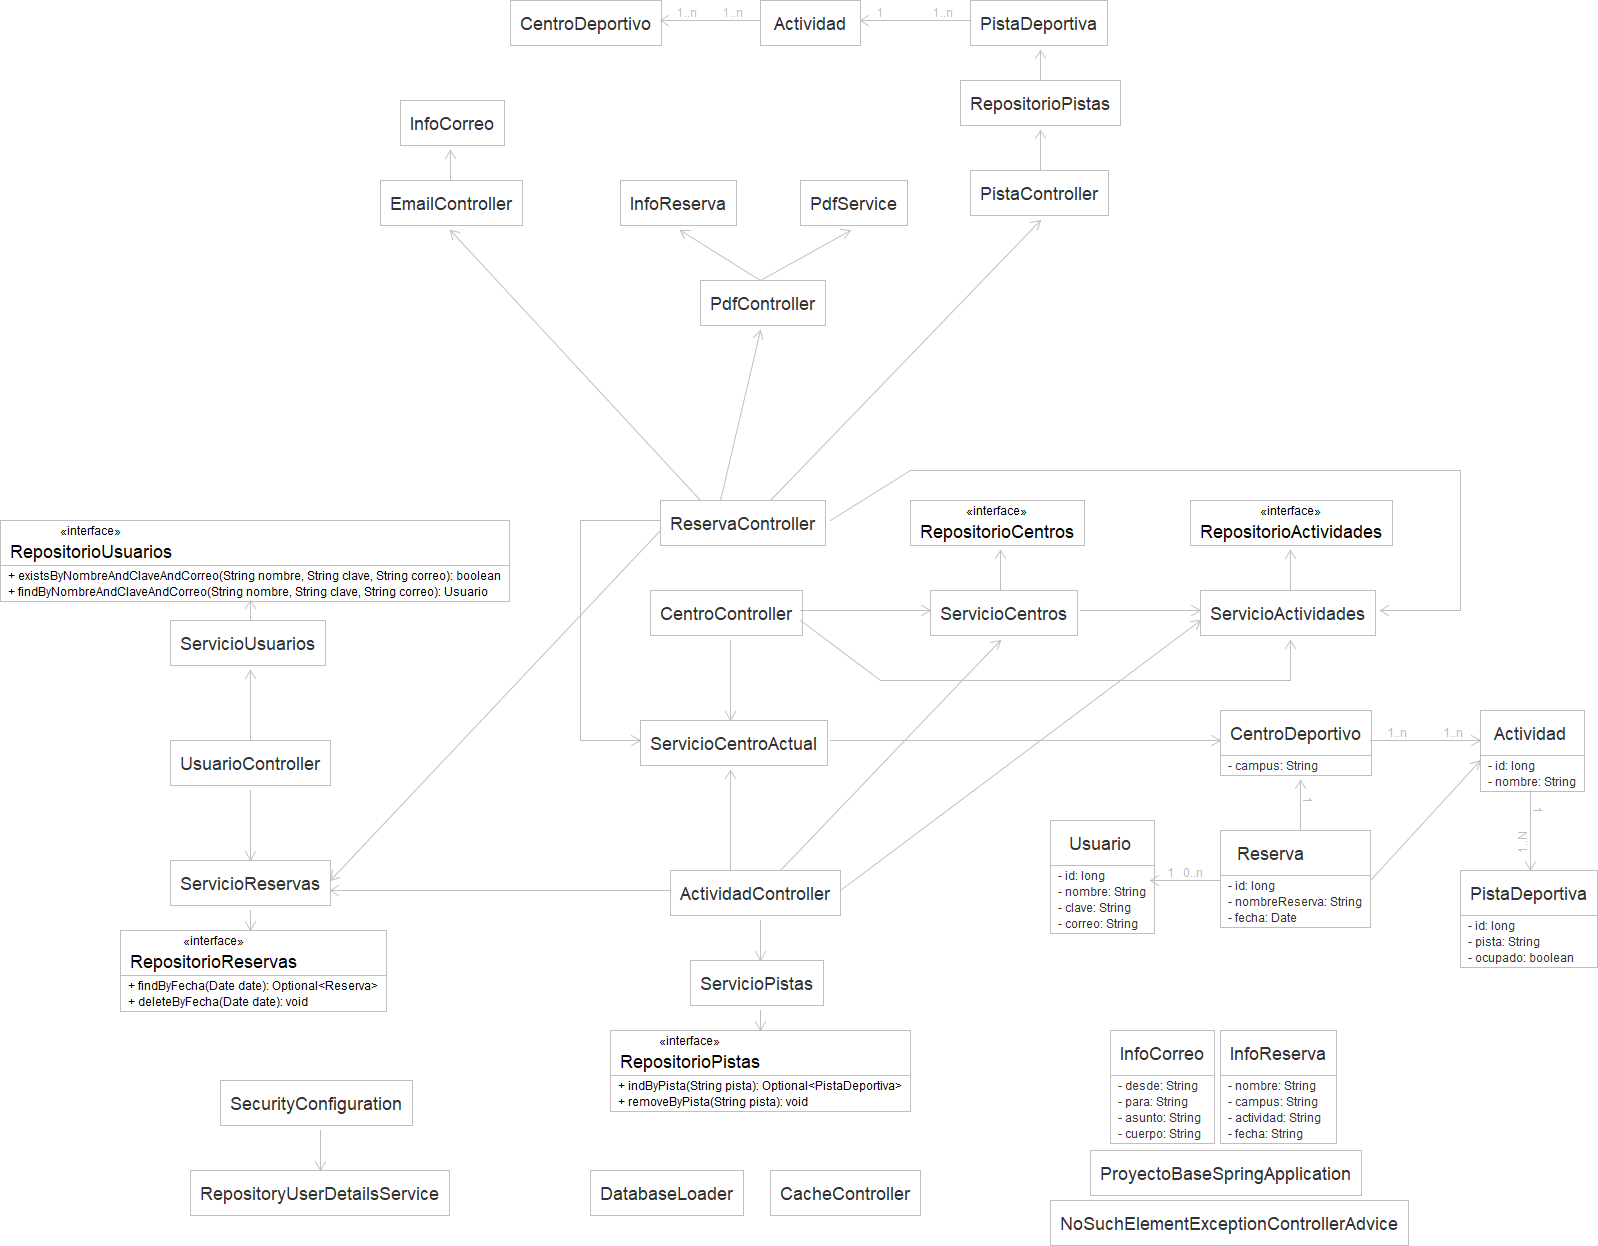 CentroDeportivo
1..n
1..n
Actividad
1
1..n
PistaDeportiva
RepositorioPistas
InfoCorreo
EmailController
InfoReserva
PdfService
PistaController
PdfController
ReservaController
«interface»
RepositorioCentros
«interface»
RepositorioActividades
«interface»
RepositorioUsuarios
+ existsByNombreAndClaveAndCorreo(String nombre, String clave, String correo): boolean
+ findByNombreAndClaveAndCorreo(String nombre, String clave, String correo): Usuario
CentroController
ServicioCentros
ServicioActividades
ServicioUsuarios
ServicioCentroActual
UsuarioController
CentroDeportivo
- campus: String
1..n
1..n
Actividad
- id: long
- nombre: String
1
1
1..N
Usuario
- id: long
- nombre: String
- clave: String
- correo: String
1
0..n
Reserva
- id: long
- nombreReserva: String
- fecha: Date
PistaDeportiva
- id: long
- pista: String
- ocupado: boolean
ServicioReservas
ActividadController
«interface»
RepositorioReservas
+ findByFecha(Date date): Optional<Reserva>
+ deleteByFecha(Date date): void
ServicioPistas
«interface»
RepositorioPistas
+ indByPista(String pista): Optional<PistaDeportiva>
+ removeByPista(String pista): void
InfoCorreo
- desde: String
- para: String
- asunto: String
- cuerpo: String
InfoReserva
- nombre: String
- campus: String
- actividad: String
- fecha: String
SecurityConfiguration
RepositoryUserDetailsService
DatabaseLoader
CacheController
ProyectoBaseSpringApplication
NoSuchElementExceptionControllerAdvice